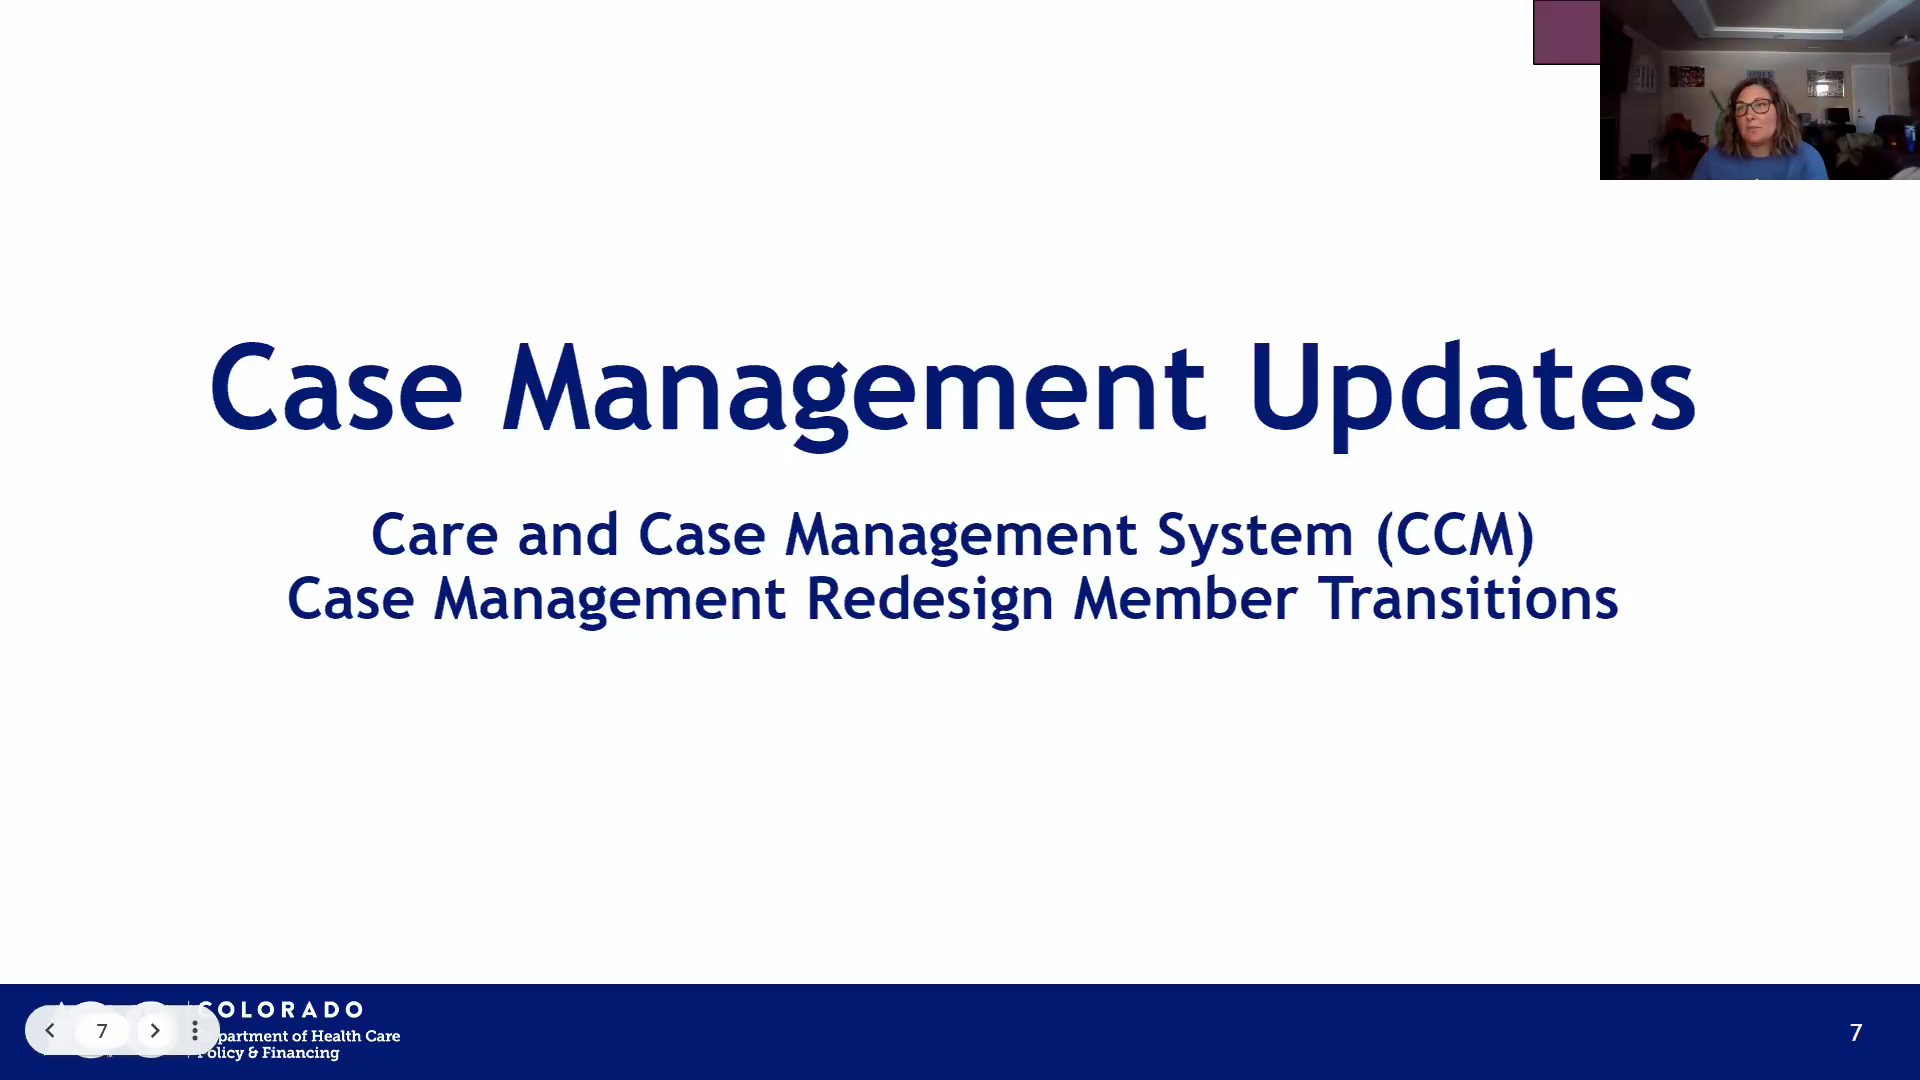 Case Management Updates
Care and Case Management System (CCM)
Case Management Redesign Member Transitions
COLORADO
partment of Health Care
Policy & Financing
7
7